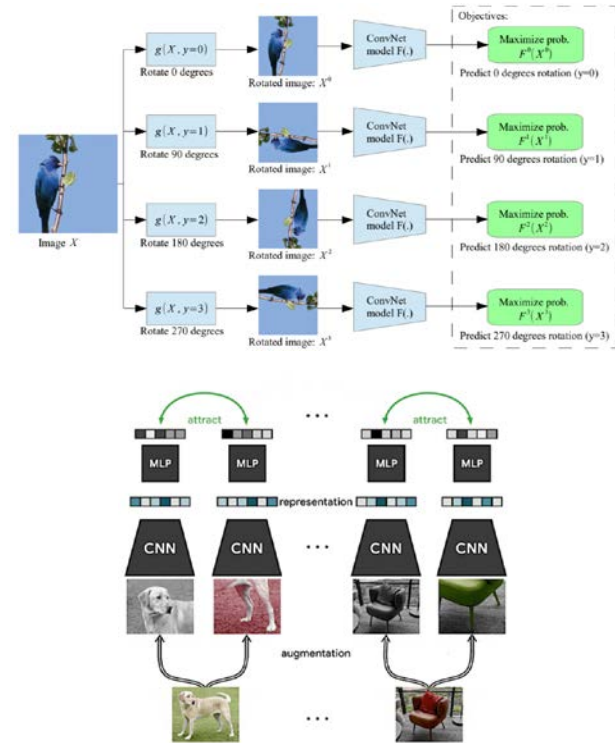 Objectives:
g(X, y=0)
Rotate 0 degrees
Rotated image: X⁰
ConvNet
model F(.)
Maximize prob.
F⁰(X⁰)
Predict 0 degrees rotation (y=0)
g(X, y=1)
Rotate 90 degrees
Rotated image: X¹
ConvNet
model F(.)
Maximize prob.
F¹(X¹)
Predict 90 degrees rotation (y=1)
Image X
g(X, y=2)
Rotate 180 degrees
Rotated image: X²
ConvNet
model F(.)
Maximize prob.
F²(X²)
Predict 180 degrees rotation (y=2)
g(X, y=3)
Rotate 270 degrees
Rotated image: X³
ConvNet
model F(.)
Maximize prob.
F³(X³)
Predict 270 degrees rotation (y=3)
attract ... attract
MLP MLP MLP MLP
representation
CNN CNN ... CNN CNN
augmentation
...